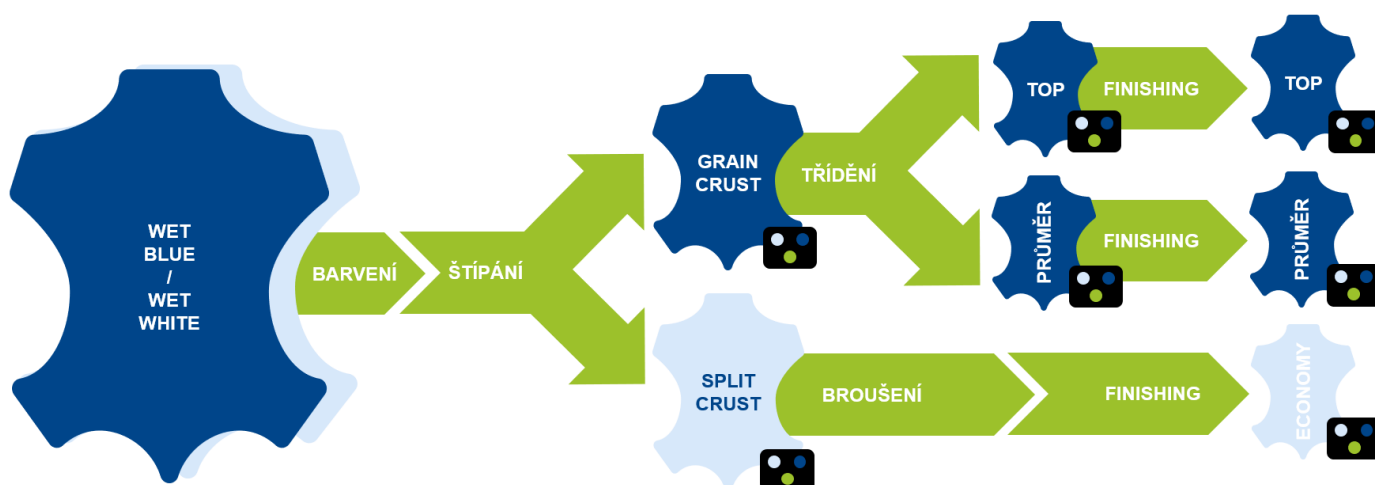 WET
BLUE
/
WET
WHITE
BARVENÍ
ŠTÍPÁNÍ
GRAIN
CRUST
TŘÍDĚNÍ
TOP
FINISHING
TOP
PRŮMĚR
FINISHING
PRŮMĚR
SPLIT
CRUST
BROUŠENÍ
FINISHING
ECONOMY